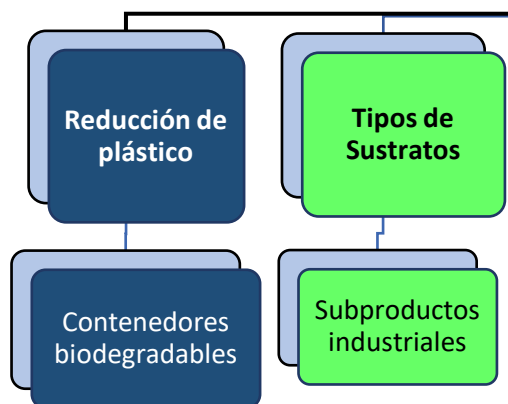 Reducción de
plástico
Tipos de
Sustratos
Contenedores
biodegradables
Subproductos
industriales